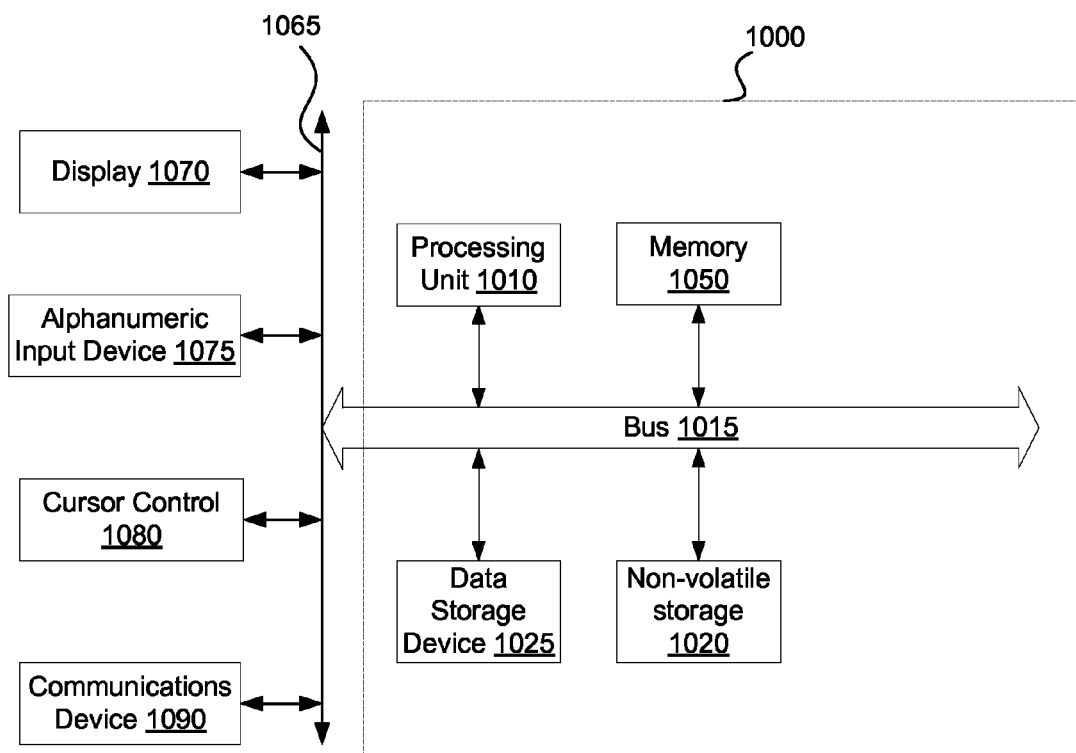 1065
1000
Display 1070
Processing
Unit 1010
Memory
1050
Alphanumeric
Input Device 1075
Bus 1015
Cursor Control
1080
Data
Storage
Device 1025
Non-volatile
storage
1020
Communications
Device 1090